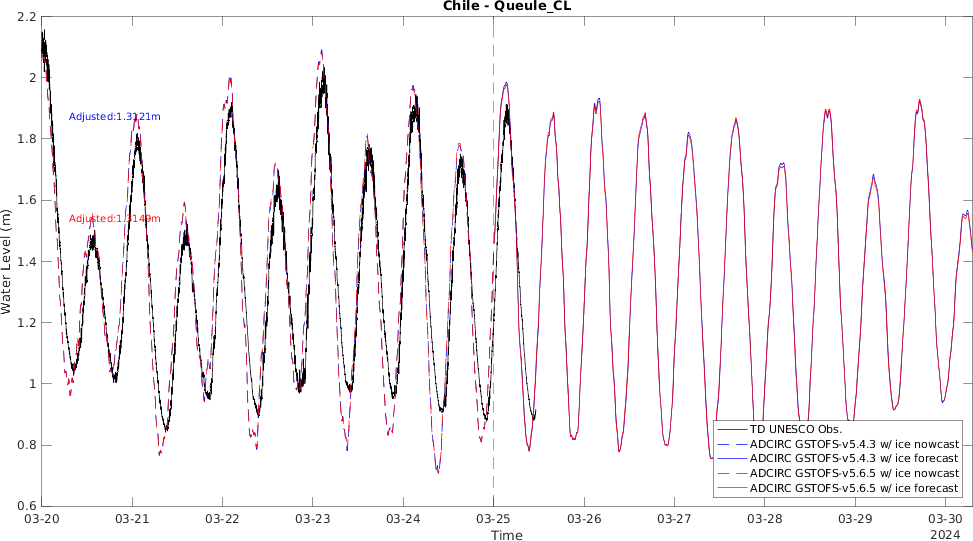 Chile - Queule_CL
2.2
2
1.8
1.6
1.4
1.2
1
0.8
0.6
Water Level (m)
Adjusted:1.3121m
Adjusted:1.3149m
TD UNESCO Obs.
ADCIRC GSTOFS-v5.4.3 w/ ice nowcast
ADCIRC GSTOFS-v5.4.3 w/ ice forecast
ADCIRC GSTOFS-v5.6.5 w/ ice nowcast
ADCIRC GSTOFS-v5.6.5 w/ ice forecast
03-20 03-21 03-22 03-23 03-24 03-25 03-26 03-27 03-28 03-29 03-30
Time
2024